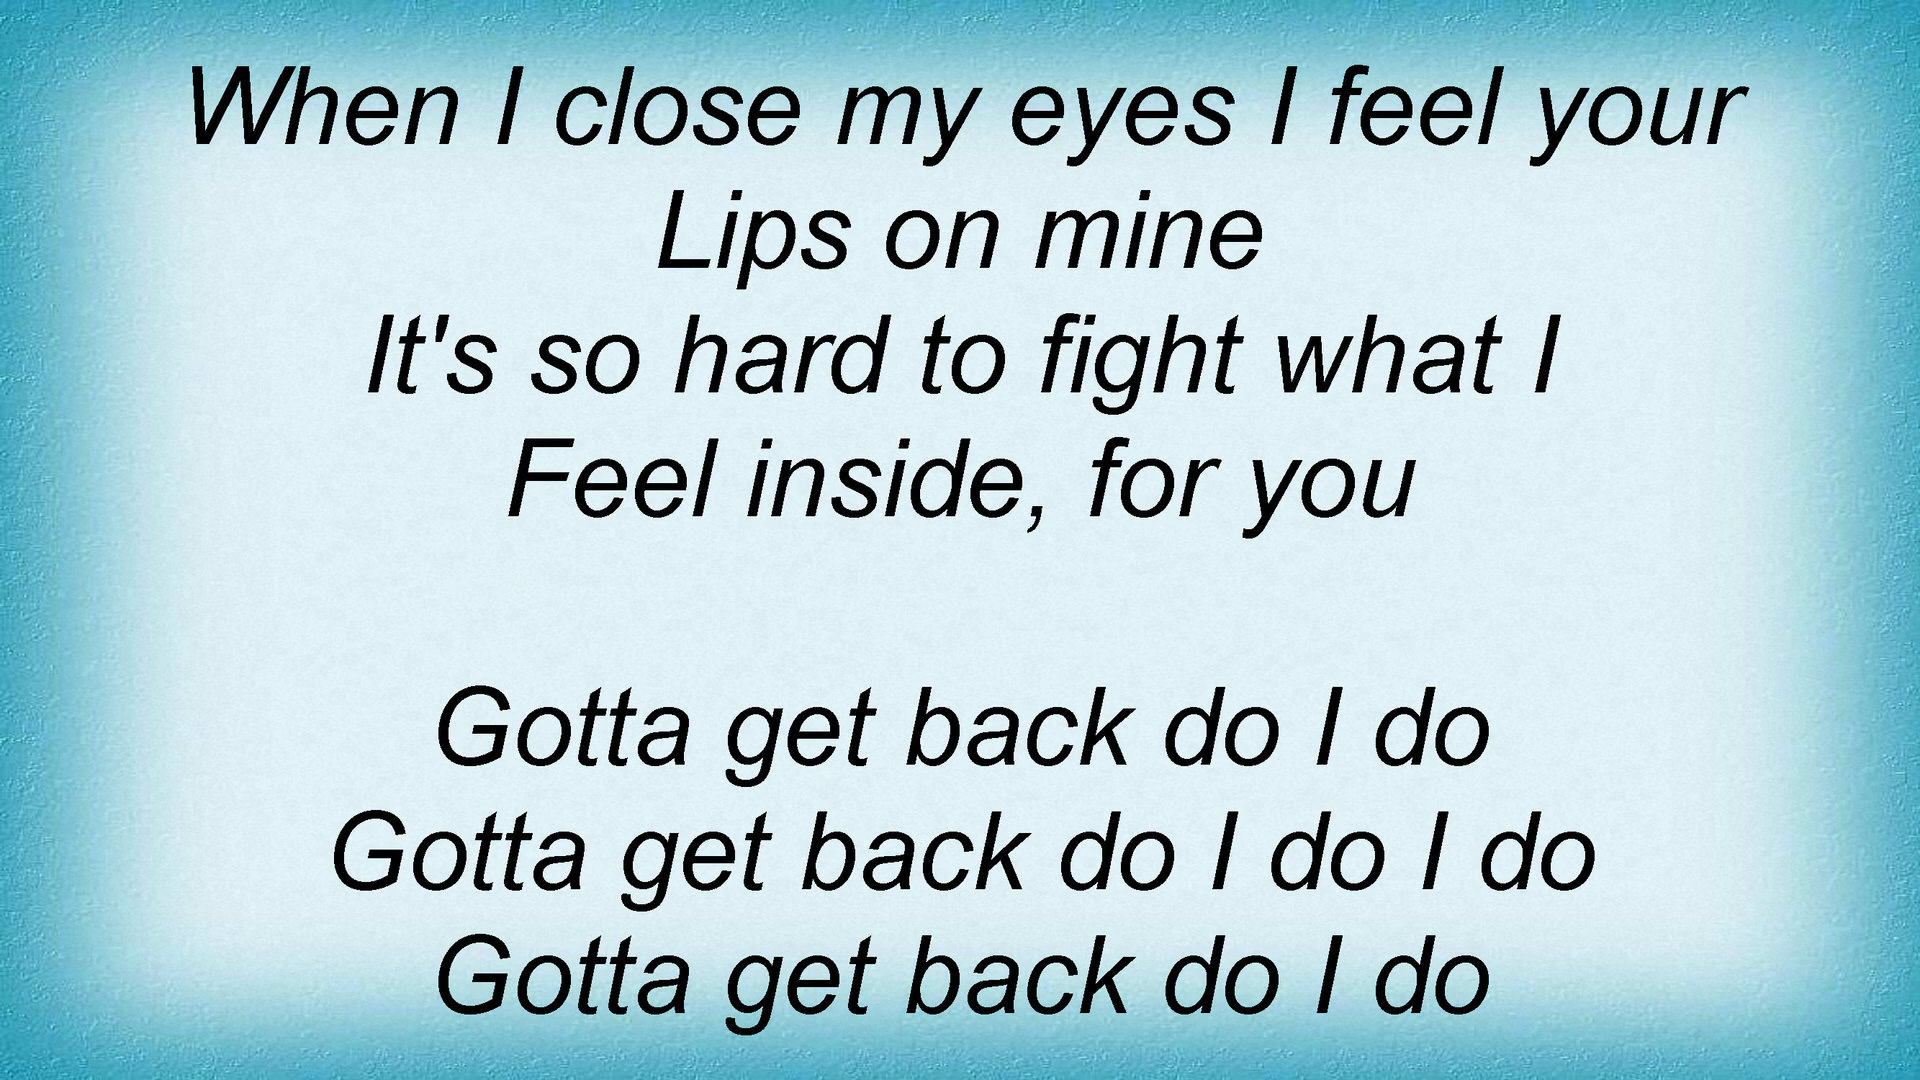 When I close my eyes I feel your
Lips on mine
It's so hard to fight what I
Feel inside, for you
Gotta get back do I do
Gotta get back do I do I do
Gotta get back do I do